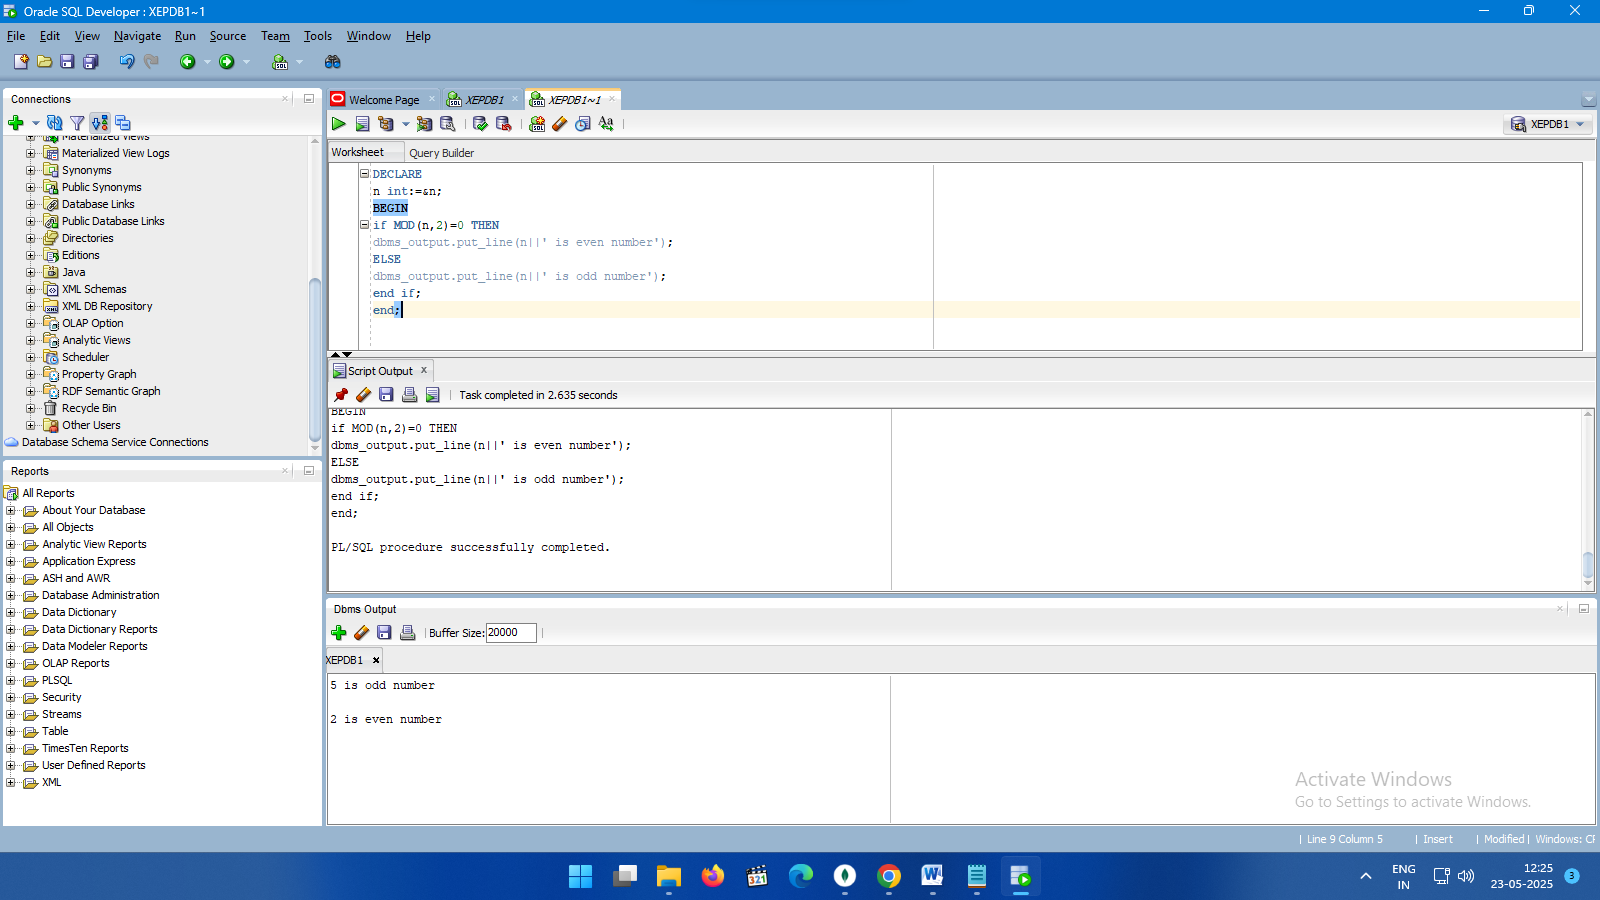 Oracle SQL Developer : XEPDB1~1
File Edit View Navigate Run Source Team Tools Window Help
Connections
Materialized Views
Materialized View Logs
Synonyms
Public Synonyms
Database Links
Public Database Links
Directories
Editions
Java
XML Schemas
XML DB Repository
OLAP Option
Analytic Views
Scheduler
Property Graph
RDF Semantic Graph
Recycle Bin
Other Users
Database Schema Service Connections
Reports
All Reports
About Your Database
All Objects
Analytic View Reports
Application Express
ASH and AWR
Database Administration
Data Dictionary
Data Dictionary Reports
Data Modeler Reports
OLAP Reports
PLSQL
Security
Streams
Table
TimesTen Reports
User Defined Reports
XML
Welcome Page XEPDB1 XEPDB1~1
Aa
XEPDB1
Worksheet Query Builder
DECLARE
n int:=&n;
BEGIN
if MOD(n,2)=0 THEN
dbms_output.put_line(n||' is even number');
ELSE
dbms_output.put_line(n||' is odd number');
end if;
end;
Script Output
Task completed in 2.635 seconds
BEGIN
if MOD(n,2)=0 THEN
dbms_output.put_line(n||' is even number');
ELSE
dbms_output.put_line(n||' is odd number');
end if;
end;
PL/SQL procedure successfully completed.
Dbms Output
Buffer Size: 20000
XEPDB1
5 is odd number
2 is even number
Activate Windows
Go to Settings to activate Windows.
Line 9 Column 5 Insert Modified Windows: CR
321
ENG
IN
12:25
23-05-2025
3